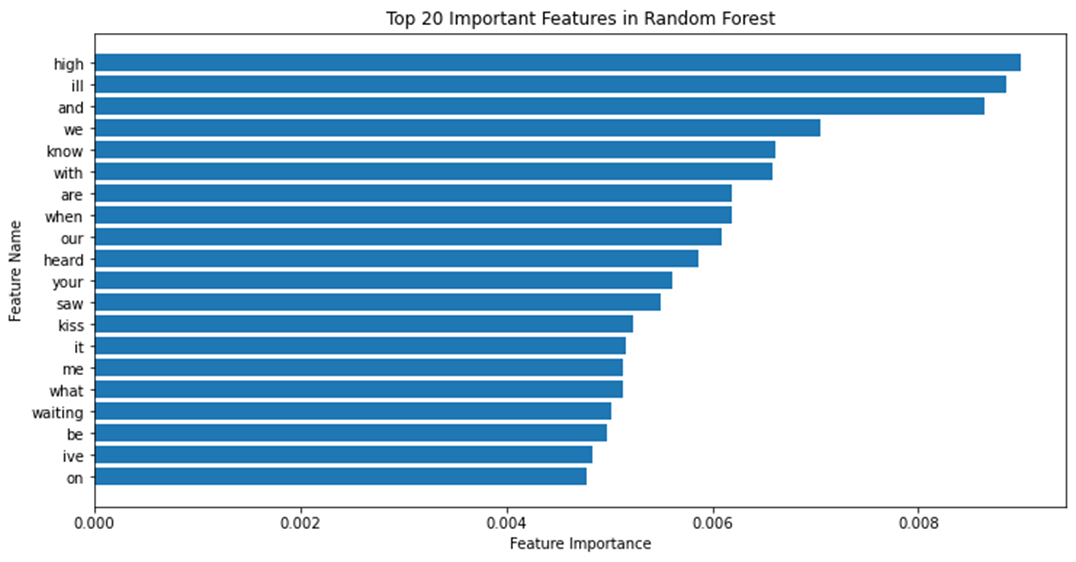 Top 20 Important Features in Random Forest
high
ill
and
we
know
with
are
when
our
heard
your
saw
kiss
it
me
what
waiting
be
ive
on
Feature Name
0.000 0.002 0.004 0.006 0.008
Feature Importance